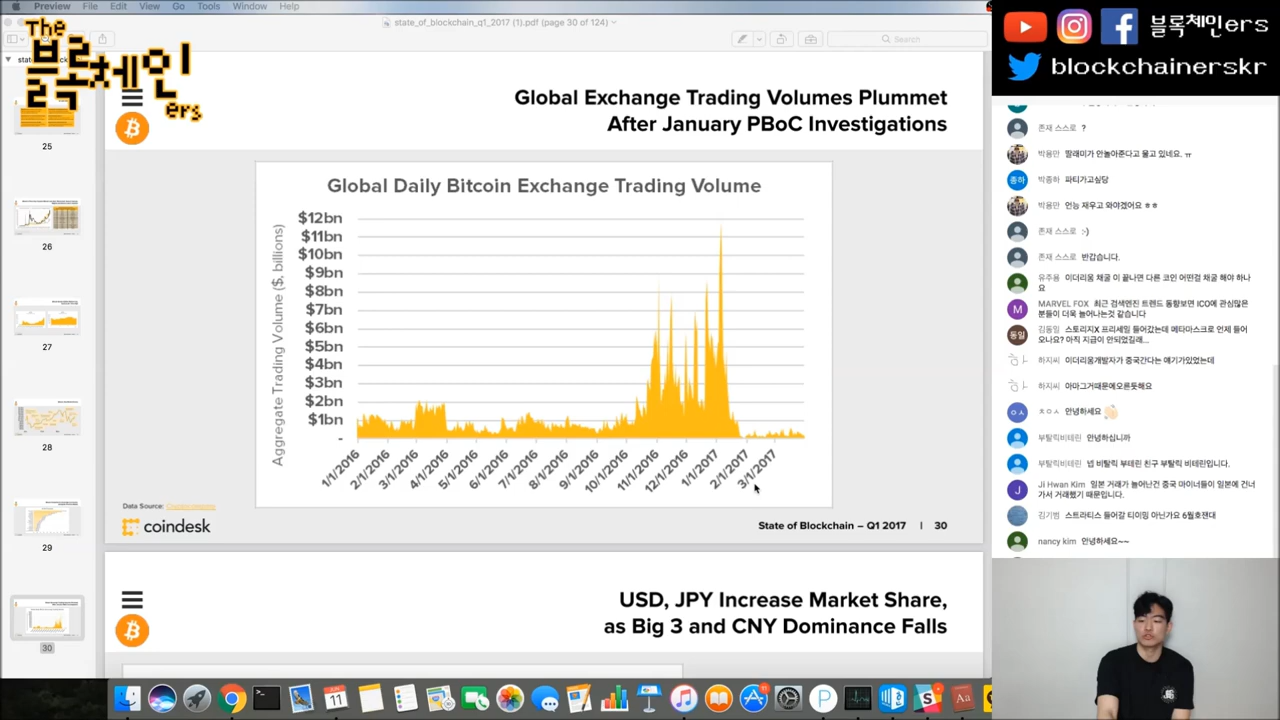 Preview File Edit View Go Tools Window Help
state_of_blockchain_q1_2017 (1).pdf (page 30 of 124)
Search
The
블록체인
ers
25
26
27
28
29
30
Global Exchange Trading Volumes Plummet
After January PBoC Investigations
Global Daily Bitcoin Exchange Trading Volume
Aggregate Trading Volume ($, billions)
$12bn
$11bn
$10bn
$9bn
$8bn
$7bn
$6bn
$5bn
$4bn
$3bn
$2bn
$1bn
-
1/1/2016
2/1/2016
3/1/2016
4/1/2016
5/1/2016
6/1/2016
7/1/2016
8/1/2016
9/1/2016
10/1/2016
11/1/2016
12/1/2016
1/1/2017
2/1/2017
3/1/2017
Data Source:
coindesk
State of Blockchain – Q1 2017 | 30
USD, JPY Increase Market Share,
as Big 3 and CNY Dominance Falls
블록체인ers
blockchainerskr
존재 스스로 ?
박용만 딸래미가 안놀아준다고 울고 있네요. ㅠ
종하 박종하 파티가고싶당
박용만 언능 재우고 와야겠어요 ㅎㅎ
존재 스스로 :-)
존재 스스로 반갑습니다.
유주용 이더리움 채굴 이 끝나면 다른 코인 어떤걸 채굴 해야 하나
요
M MARVEL FOX 최근 검색엔진 트렌드 동향보면 ICO에 관심많은
분들이 더욱 늘어나는것 같습니다
동일 김동일 스토리지X 프리세일 들어갔는데 메타마스크로 언제 들어
오나요? 아직 지급이 안되었길래...
하지씨 이더리움개발자가 중국간다는 얘기가있었는데
하지씨 아마그거때문에오른듯해요
ㅊㅇㅅ 안녕하세요
부탈릭비테린 안녕하십니까
부탈릭비테린 넵 비탈릭 부테린 친구 부탈릭 비테린입니다.
J Ji Hwan Kim 일본 거래가 늘어난건 중국 마이너들이 일본에 건너
가서 거래했기 때문입니다.
김기범 스트라티스 들어갈 티이밍 아닌가요 6월호잰대
nancy kim 안녕하세요~~